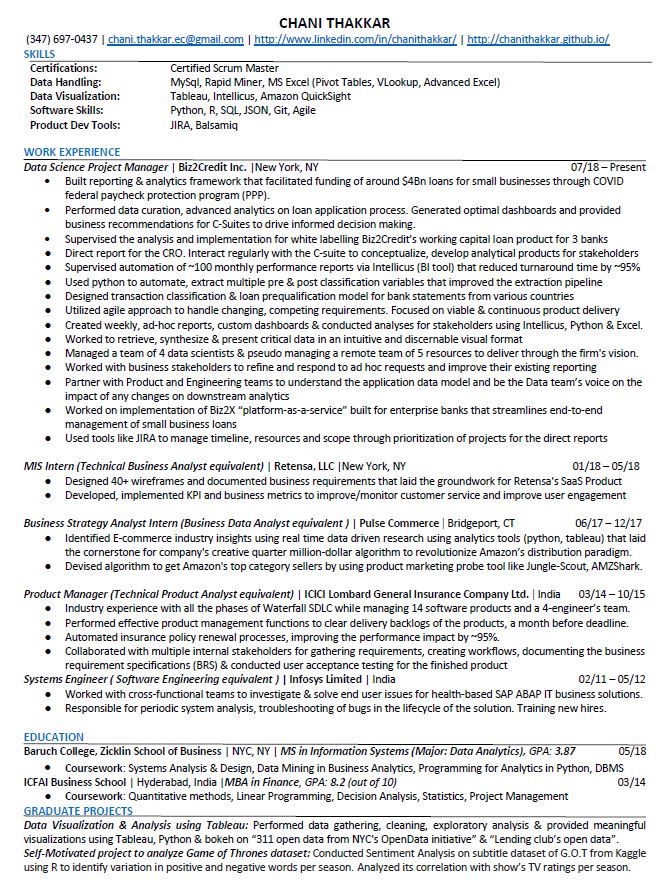 CHANI THAKKAR
(347) 697-0437 | chani.thakkar.ec@gmail.com | http://www.linkedin.com/in/chanithakkar/ | http://chanithakkar.github.io/
SKILLS
Certifications: Certified Scrum Master
Data Handling: MySql, Rapid Miner, MS Excel (Pivot Tables, VLookup, Advanced Excel)
Data Visualization: Tableau, Intellicus, Amazon QuickSight
Software Skills: Python, R, SQL, JSON, Git, Agile
Product Dev Tools: JIRA, Balsamiq
WORK EXPERIENCE
Data Science Project Manager | Biz2Credit Inc. |New York, NY 07/18 – Present
• Built reporting & analytics framework that facilitated funding of around $4Bn loans for small businesses through COVID
federal paycheck protection program (PPP).
• Performed data curation, advanced analytics on loan application process. Generated optimal dashboards and provided
business recommendations for C-Suites to drive informed decision making.
• Supervised the analysis and implementation for white labelling Biz2Credit's working capital loan product for 3 banks
• Direct report for the CRO. Interact regularly with the C-suite to conceptualize, develop analytical products for stakeholders
• Supervised automation of ~100 monthly performance reports via Intellicus (BI tool) that reduced turnaround time by ~95%
• Used python to automate, extract multiple pre & post classification variables that improved the extraction pipeline
• Designed transaction classification & loan prequalification model for bank statements from various countries
• Utilized agile approach to handle changing, competing requirements. Focused on viable & continuous product delivery
• Created weekly, ad-hoc reports, custom dashboards & conducted analyses for stakeholders using Intellicus, Python & Excel.
• Worked to retrieve, synthesize & present critical data in an intuitive and discernable visual format
• Managed a team of 4 data scientists & pseudo managing a remote team of 5 resources to deliver through the firm's vision.
• Worked with business stakeholders to refine and respond to ad hoc requests and improve their existing reporting
• Partner with Product and Engineering teams to understand the application data model and be the Data team's voice on the
impact of any changes on downstream analytics
• Worked on implementation of Biz2X “platform-as-a-service” built for enterprise banks that streamlines end-to-end
management of small business loans
• Used tools like JIRA to manage timeline, resources and scope through prioritization of projects for the direct reports
MIS Intern (Technical Business Analyst equivalent) | Retensa, LLC |New York, NY 01/18 – 05/18
• Designed 40+ wireframes and documented business requirements that laid the groundwork for Retensa's SaaS Product
• Developed, implemented KPI and business metrics to improve/monitor customer service and improve user engagement
Business Strategy Analyst Intern (Business Data Analyst equivalent ) | Pulse Commerce | Bridgeport, CT 06/17 – 12/17
• Identified E-commerce industry insights using real time data driven research using analytics tools (python, tableau) that laid
the cornerstone for company's creative quarter million-dollar algorithm to revolutionize Amazon's distribution paradigm.
• Devised algorithm to get Amazon's top category sellers by using product marketing probe tool like Jungle-Scout, AMZShark.
Product Manager (Technical Product Analyst equivalent) | ICICI Lombard General Insurance Company Ltd. | India 03/14 – 10/15
• Industry experience with all the phases of Waterfall SDLC while managing 14 software products and a 4-engineer's team.
• Performed effective product management functions to clear delivery backlogs of the products, a month before deadline.
• Automated insurance policy renewal processes, improving the performance impact by ~95%.
• Collaborated with multiple internal stakeholders for gathering requirements, creating workflows, documenting the business
requirement specifications (BRS) & conducted user acceptance testing for the finished product
Systems Engineer ( Software Engineering equivalent ) | Infosys Limited | India 02/11 – 05/12
• Worked with cross-functional teams to investigate & solve end user issues for health-based SAP ABAP IT business solutions.
• Responsible for periodic system analysis, troubleshooting of bugs in the lifecycle of the solution. Training new hires.
EDUCATION
Baruch College, Zicklin School of Business | NYC, NY | MS in Information Systems (Major: Data Analytics), GPA: 3.87 05/18
• Coursework: Systems Analysis & Design, Data Mining in Business Analytics, Programming for Analytics in Python, DBMS
ICFAI Business School | Hyderabad, India |MBA in Finance, GPA: 8.2 (out of 10) 03/14
• Coursework: Quantitative methods, Linear Programming, Decision Analysis, Statistics, Project Management
GRADUATE PROJECTS
Data Visualization & Analysis using Tableau: Performed data gathering, cleaning, exploratory analysis & provided meaningful
visualizations using Tableau, Python & bokeh on “311 open data from NYC's OpenData initiative” & “Lending club's open data”.
Self-Motivated project to analyze Game of Thrones dataset: Conducted Sentiment Analysis on subtitle dataset of G.O.T from Kaggle
using R to identify variation in positive and negative words per season. Analyzed its correlation with show's TV ratings per season.